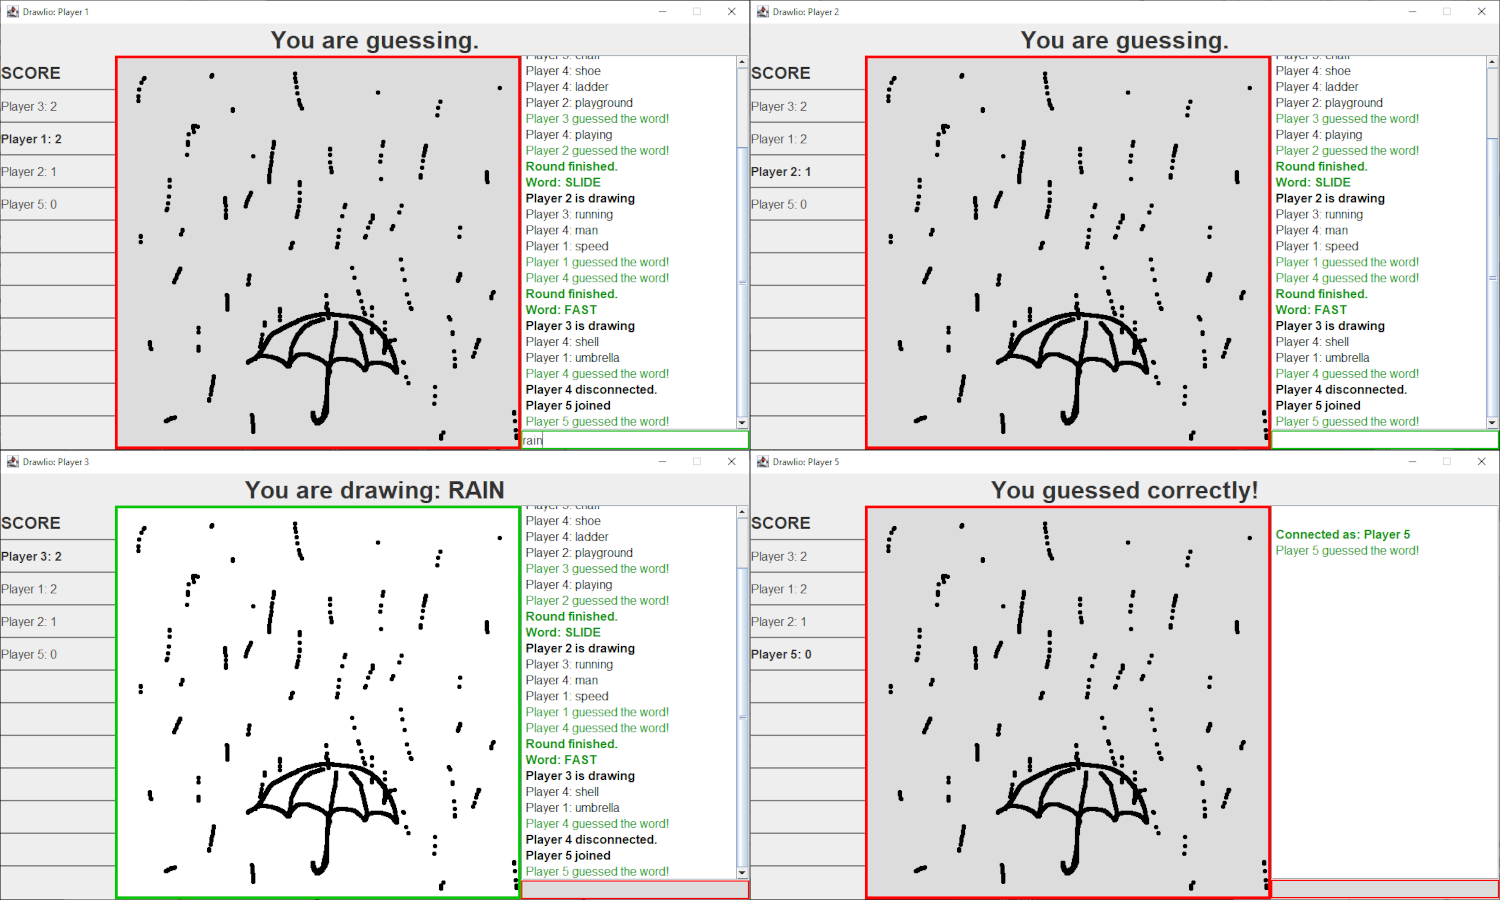 Drawlio: Player 1
You are guessing.
SCORE
Player 3: 2
Player 1: 2
Player 2: 1
Player 5: 0
Player 4: shoe
Player 4: ladder
Player 2: playground
Player 3 guessed the word!
Player 4: playing
Player 2 guessed the word!
Round finished.
Word: SLIDE
Player 2 is drawing
Player 3: running
Player 4: man
Player 1: speed
Player 1 guessed the word!
Player 4 guessed the word!
Round finished.
Word: FAST
Player 3 is drawing
Player 4: shell
Player 1: umbrella
Player 4 guessed the word!
Player 4 disconnected.
Player 5 joined
Player 5 guessed the word!
rain
Drawlio: Player 2
You are guessing.
SCORE
Player 3: 2
Player 1: 2
Player 2: 1
Player 5: 0
Player 4: shoe
Player 4: ladder
Player 2: playground
Player 3 guessed the word!
Player 4: playing
Player 2 guessed the word!
Round finished.
Word: SLIDE
Player 2 is drawing
Player 3: running
Player 4: man
Player 1: speed
Player 1 guessed the word!
Player 4 guessed the word!
Round finished.
Word: FAST
Player 3 is drawing
Player 4: shell
Player 1: umbrella
Player 4 guessed the word!
Player 4 disconnected.
Player 5 joined
Player 5 guessed the word!
Drawlio: Player 3
You are drawing: RAIN
SCORE
Player 3: 2
Player 1: 2
Player 2: 1
Player 5: 0
Player 4: shoe
Player 4: ladder
Player 2: playground
Player 3 guessed the word!
Player 4: playing
Player 2 guessed the word!
Round finished.
Word: SLIDE
Player 2 is drawing
Player 3: running
Player 4: man
Player 1: speed
Player 1 guessed the word!
Player 4 guessed the word!
Round finished.
Word: FAST
Player 3 is drawing
Player 4: shell
Player 1: umbrella
Player 4 guessed the word!
Player 4 disconnected.
Player 5 joined
Player 5 guessed the word!
Drawlio: Player 5
You guessed correctly!
SCORE
Player 3: 2
Player 1: 2
Player 2: 1
Player 5: 0
Connected as: Player 5
Player 5 guessed the word!